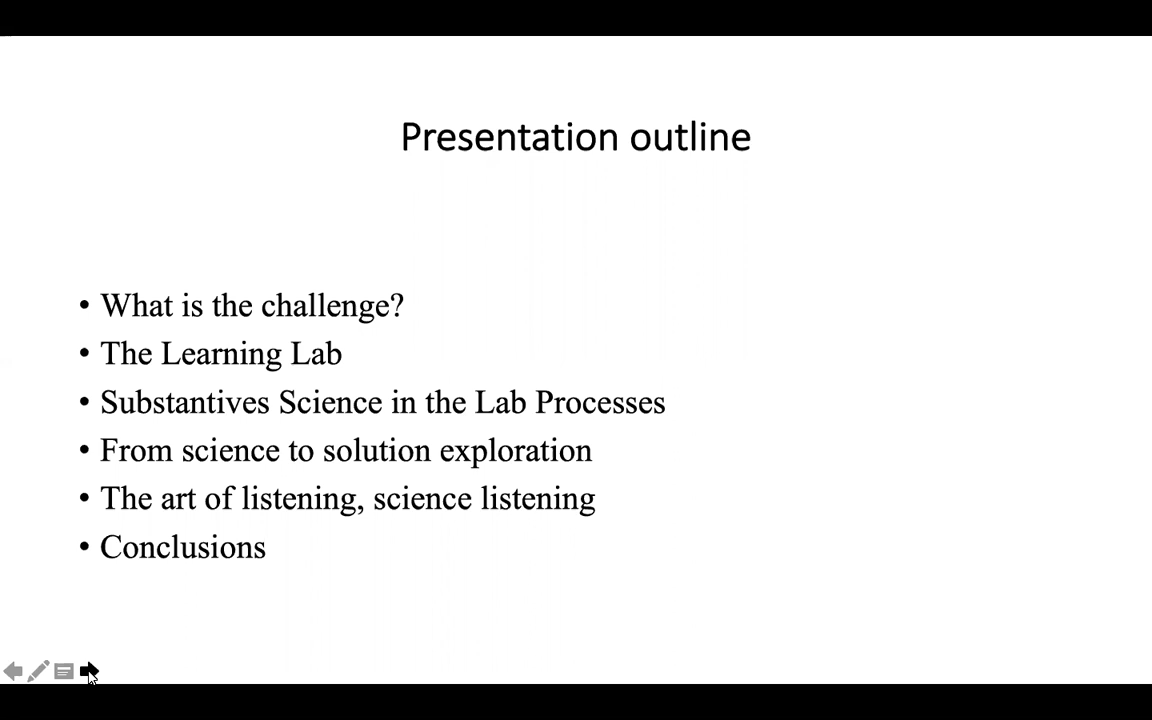 Presentation outline
• What is the challenge?
• The Learning Lab
• Substantives Science in the Lab Processes
• From science to solution exploration
• The art of listening, science listening
• Conclusions